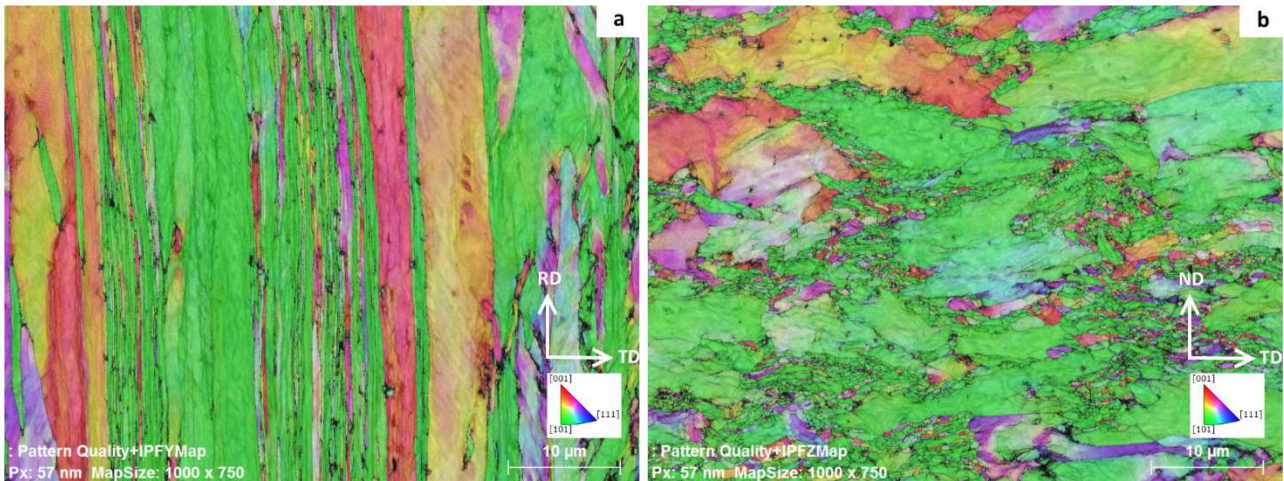 a
RD
TD
[001]
[111]
[101]
: Pattern Quality+IPFYMap
Px: 57 nm MapSize: 1000 x 750
10 µm
b
ND
TD
[001]
[111]
[101]
: Pattern Quality+IPFZMap
Px: 57 nm MapSize: 1000 x 750
10 µm